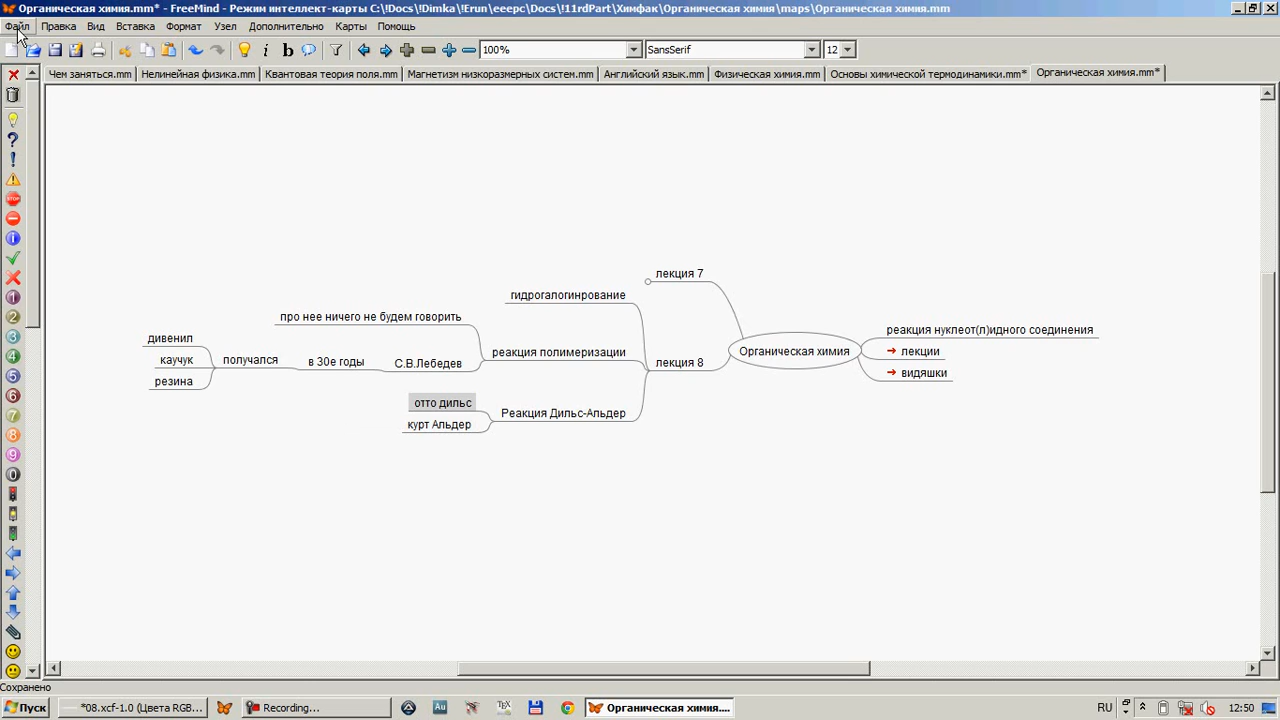 Органическая химия.mm* - FreeMind - Режим интеллект-карты C:\!Docs\!Dimka\!Erun\eeepc\Docs\!11rdPart\Химфак\Органическая химия\maps\Органическая химия.mm
Файл Правка Вид Вставка Формат Узел Дополнительно Карты Помощь
100% SansSerif 12
Чем заняться.mm Нелинейная физика.mm Квантовая теория поля.mm Магнетизм низкоразмерных систем.mm Английский язык.mm Физическая химия.mm Основы химической термодинамики.mm* Органическая химия.mm*
лекция 7
гидрогалогинрование
про нее ничего не будем говорить
реакция нуклеот(л)идного соединения
дивенил
реакция полимеризации
Органическая химия
лекции
каучук
получался
в 30е годы
С.В.Лебедев
лекция 8
видяшки
резина
отто дильс
Реакция Дильс-Альдер
курт Альдер
Сохранено
Пуск *08.xcf-1.0 (Цвета RGB... Recording... Органическая химия.... RU 12:50